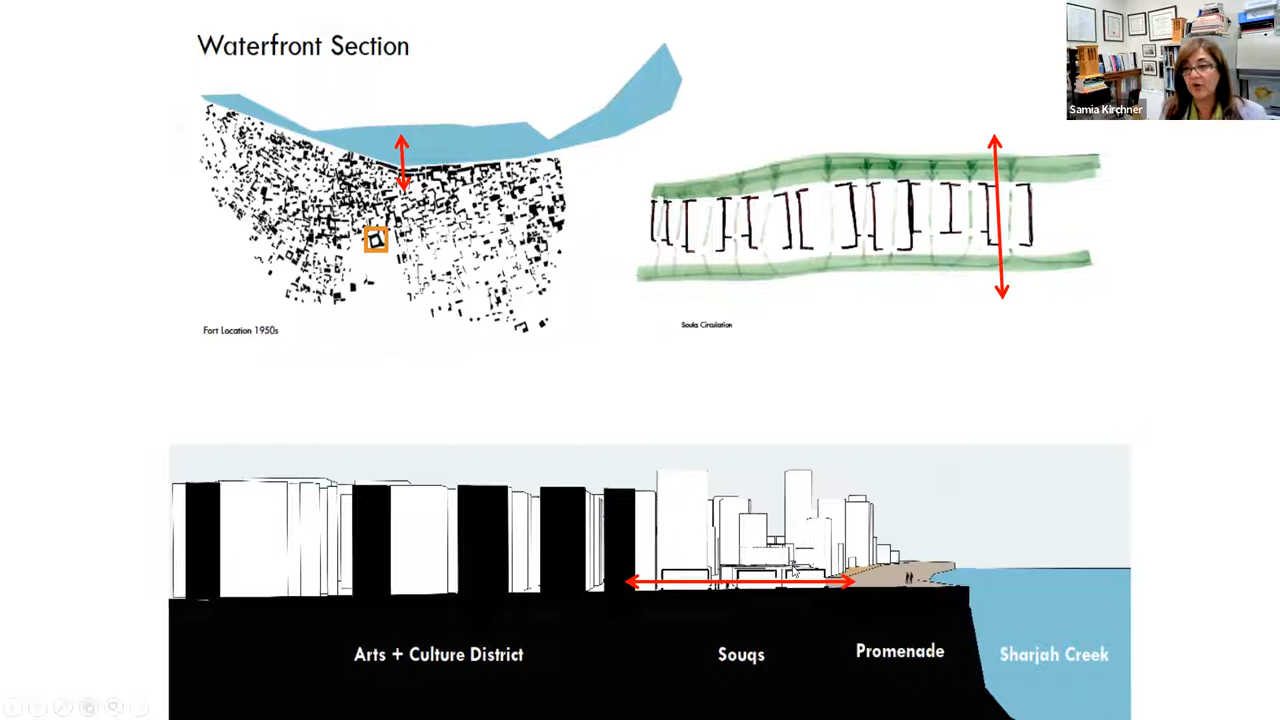 Waterfront Section
Samia Kirchner
Fort Location 1950s
Souks Circulation
Arts + Culture District
Souqs
Promenade
Sharjah Creek